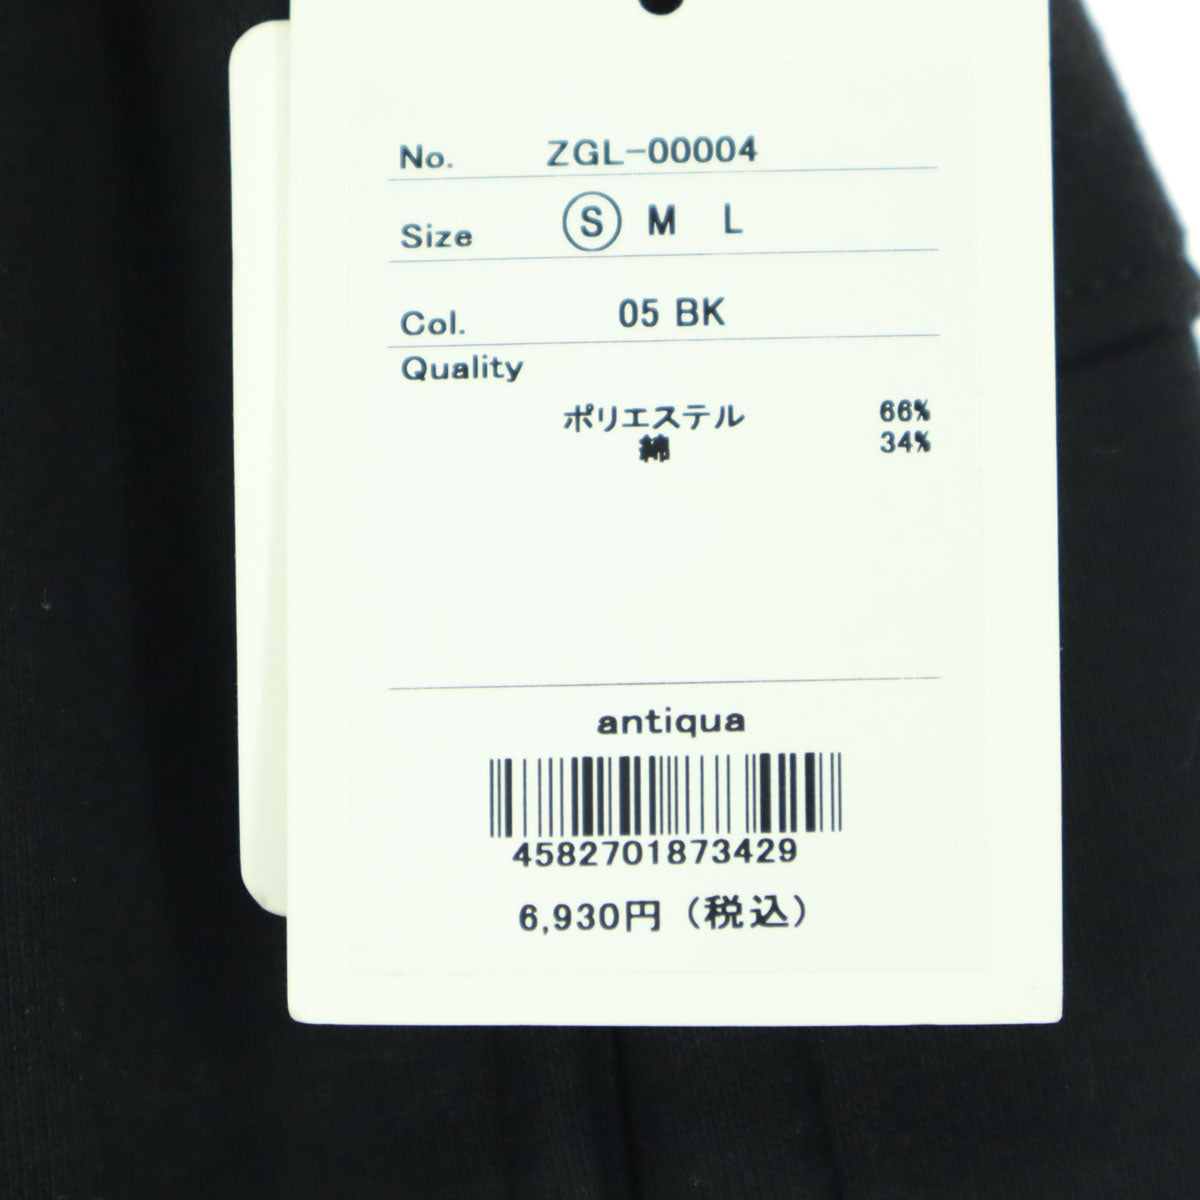 No. ZGL-00004
Size S M L
Col. 05 BK
Quality
ポリエステル 66%
綿 34%
antiqua
4582701873429
6,930円（税込）